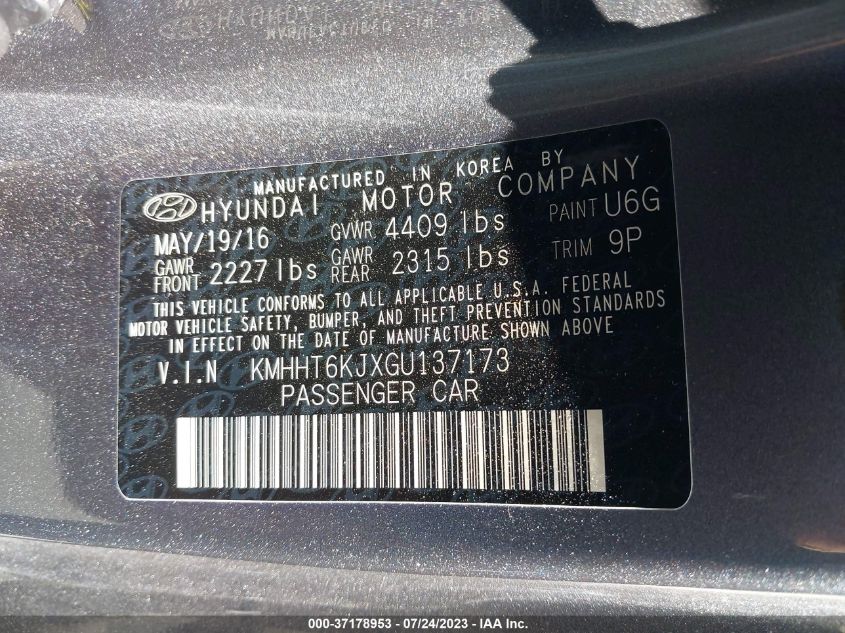 MANUFACTURED IN KOREA BY
HYUNDAI MOTOR COMPANY
MAY/19/16 GVWR 4409 lbs PAINT U6G
GAWR FRONT 2227 lbs GAWR REAR 2315 lbs TRIM 9P
THIS VEHICLE CONFORMS TO ALL APPLICABLE U.S.A. FEDERAL
MOTOR VEHICLE SAFETY, BUMPER, AND THEFT PREVENTION STANDARDS
IN EFFECT ON THE DATE OF MANUFACTURE SHOWN ABOVE
V.I.N KMHHT6KJXGU137173
PASSENGER CAR
000-37178953 / 07/24/2023 - Copyright © IAA, Inc.